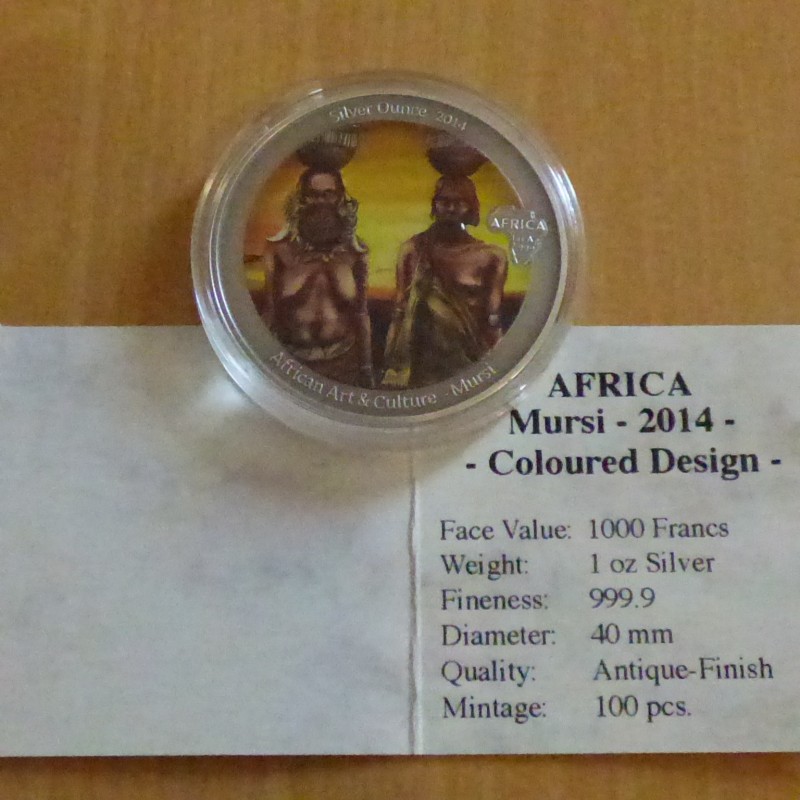 Silver Ounce 2014
AFRICA
African Art & Culture - Mursi
AFRICA
Mursi - 2014 -
- Coloured Design -
Face Value: 1000 Francs
Weight: 1 oz Silver
Fineness: 999.9
Diameter: 40 mm
Quality: Antique-Finish
Mintage: 100 pcs.